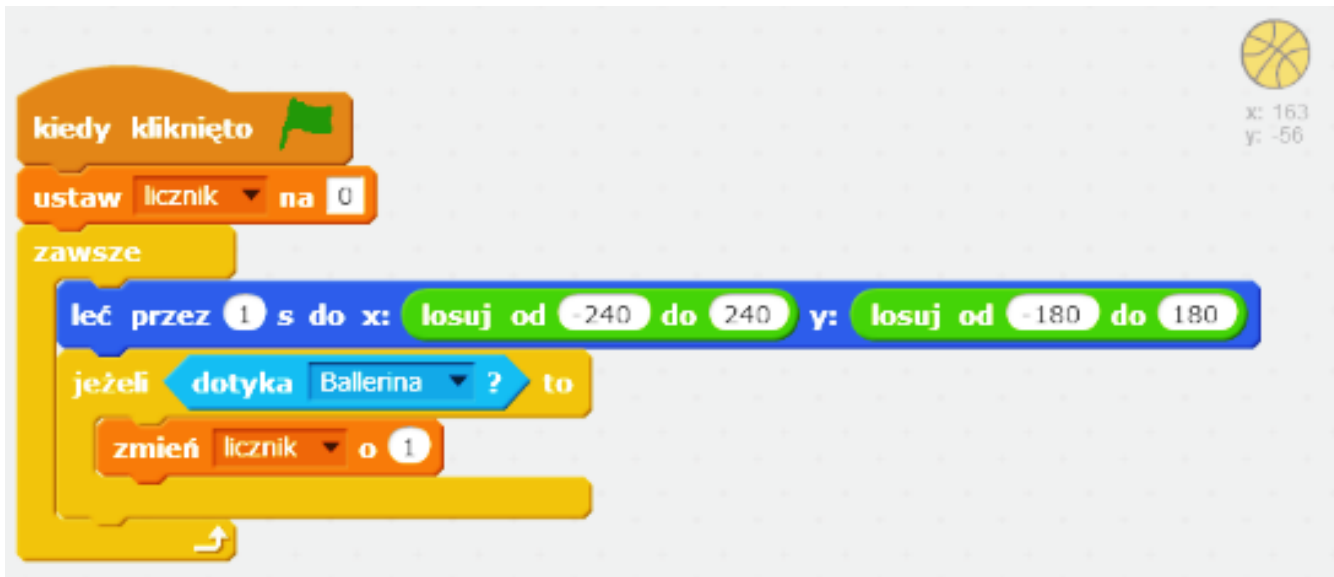 kiedy kliknięto
x: 163
y: -56
ustaw licznik na 0
zawsze
leć przez 1 s do x: losuj od -240 do 240 y: losuj od -180 do 180
jeżeli dotyka Ballerina ? to
zmień licznik o 1